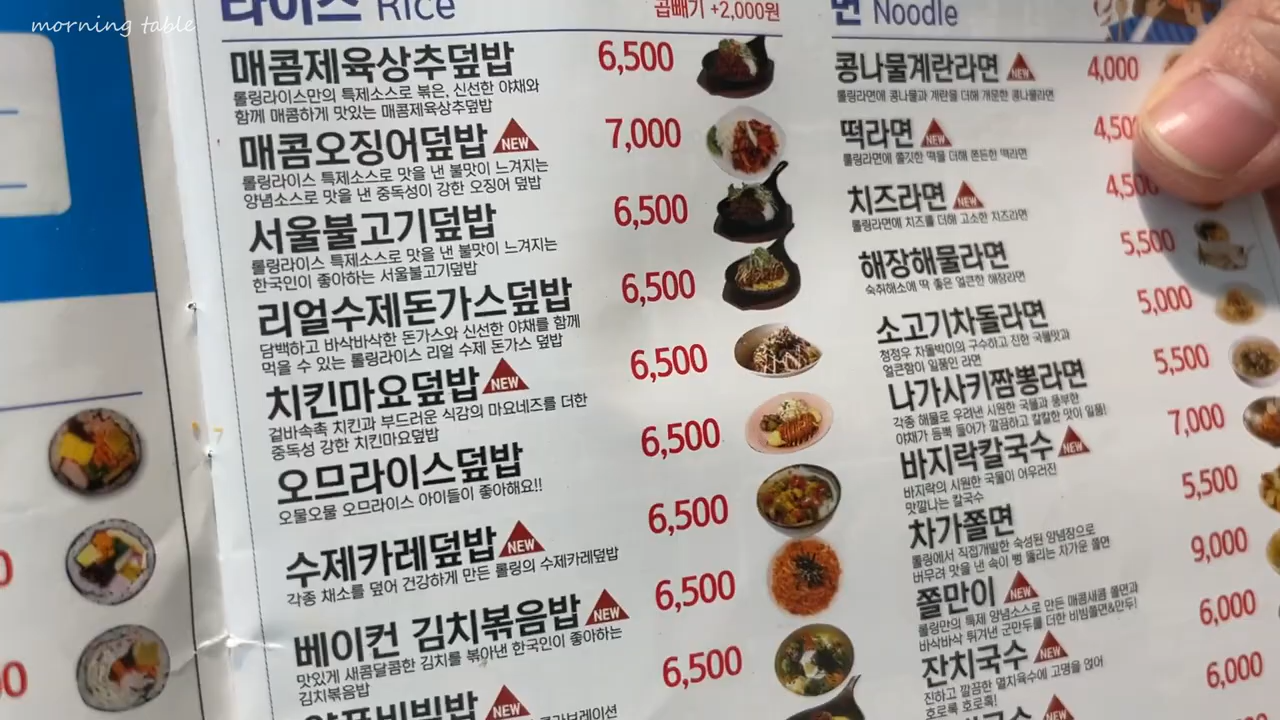 morning table
라이스 Rice
곱빼기 +2,000원
매콤제육상추덮밥 6,500
롤링라이스만의 특제소스로 볶은, 신선한 야채와
함께 매콤하게 맛있는 매콤제육상추덮밥
매콤오징어덮밥 NEW 7,000
롤링라이스 특제소스로 맛을 낸 불맛이 느겨지는
양념소스로 맛을 낸 중독성이 강한 오징어 덮밥
서울불고기덮밥 6,500
롤링라이스 특제소스로 맛을 낸 불맛이 느겨지는
한국인이 좋아하는 서울불고기덮밥
리얼수제돈가스덮밥 6,500
담백하고 바삭바삭한 돈가스와 신선한 야채를 함께
먹을 수 있는 롤링라이스 리얼 수제 돈가스 덮밥
치킨마요덮밥 NEW 6,500
겉바속촉 치킨과 부드러운 식감의 마요네즈를 더한
중독성 강한 치킨마요덮밥
오므라이스덮밥 6,500
오물오물 오므라이스 아이들이 좋아해요!!
수제카레덮밥 NEW 6,500
각종 채소를 덮어 건강하게 만든 롤링의 수제카레덮밥
베이컨 김치볶음밥 NEW 6,500
맛있게 새콤달콤한 김치를 볶아낸 한국인이 좋아하는
김치볶음밥
NEW 6,500
면 Noodle
콩나물계란라면 NEW 4,000
롤링라면에 콩나물과 계란을 더해 개운한 콩나물라면
떡라면 NEW 4,500
롤링라면에 쫄깃한 떡을 더해 든든한 떡라면
치즈라면 NEW 4,500
롤링라면에 치즈를 더해 고소한 치즈라면
해장해물라면 5,500
숙취해소에 딱 좋은 얼큰한 해장라면
소고기차돌라면 5,000
청정우 차돌박이의 구수하고 진한 국물맛과
얼큰함이 일품인 라면
나가사키짬뽕라면 5,500
각종 해물로 우려낸 시원한 국물과 풍부한
야채가 듬뿍 들어가 깔끔하고 칼칼한 맛이 일품!
바지락칼국수 NEW 7,000
바지락의 시원한 국물이 어우러진
맛깔나는 칼국수
차가쫄면 5,500
롤링에서 직접개발한 숙성된 양념장으로
버무려 맛을 낸 속이 뻥 뚫리는 차가운 쫄면
쫄만이 NEW 9,000
롤링만의 특제 양념소스로 만든 매콤새콤 쫄면과
바삭바삭 튀겨낸 군만두를 더한 비빔쫄면&만두!
잔치국수 NEW 6,000
진하고 깔끔한 멸치육수에 고명을 얹어
호로록 호로록!
NEW 6,000